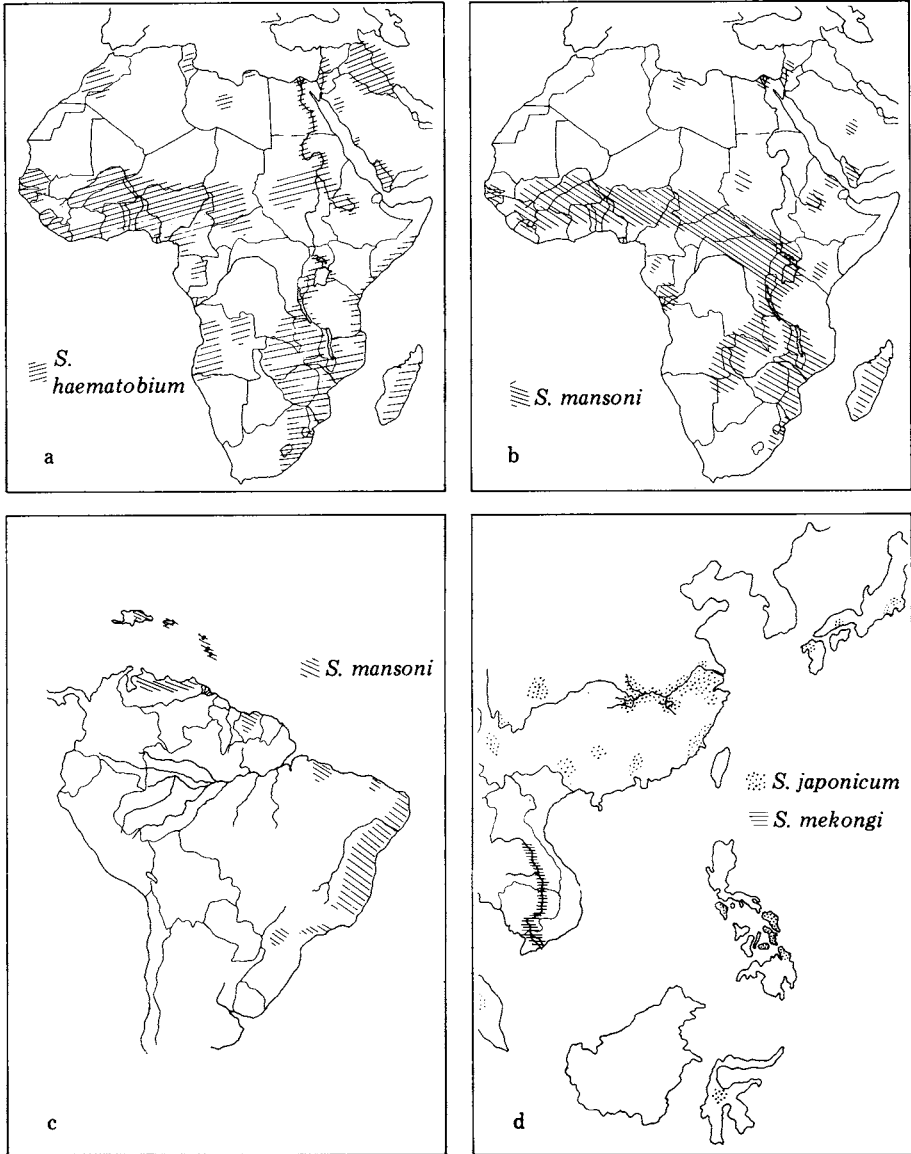 S.
haematobium
a
S. mansoni
b
S. mansoni
c
S. japonicum
S. mekongi
d